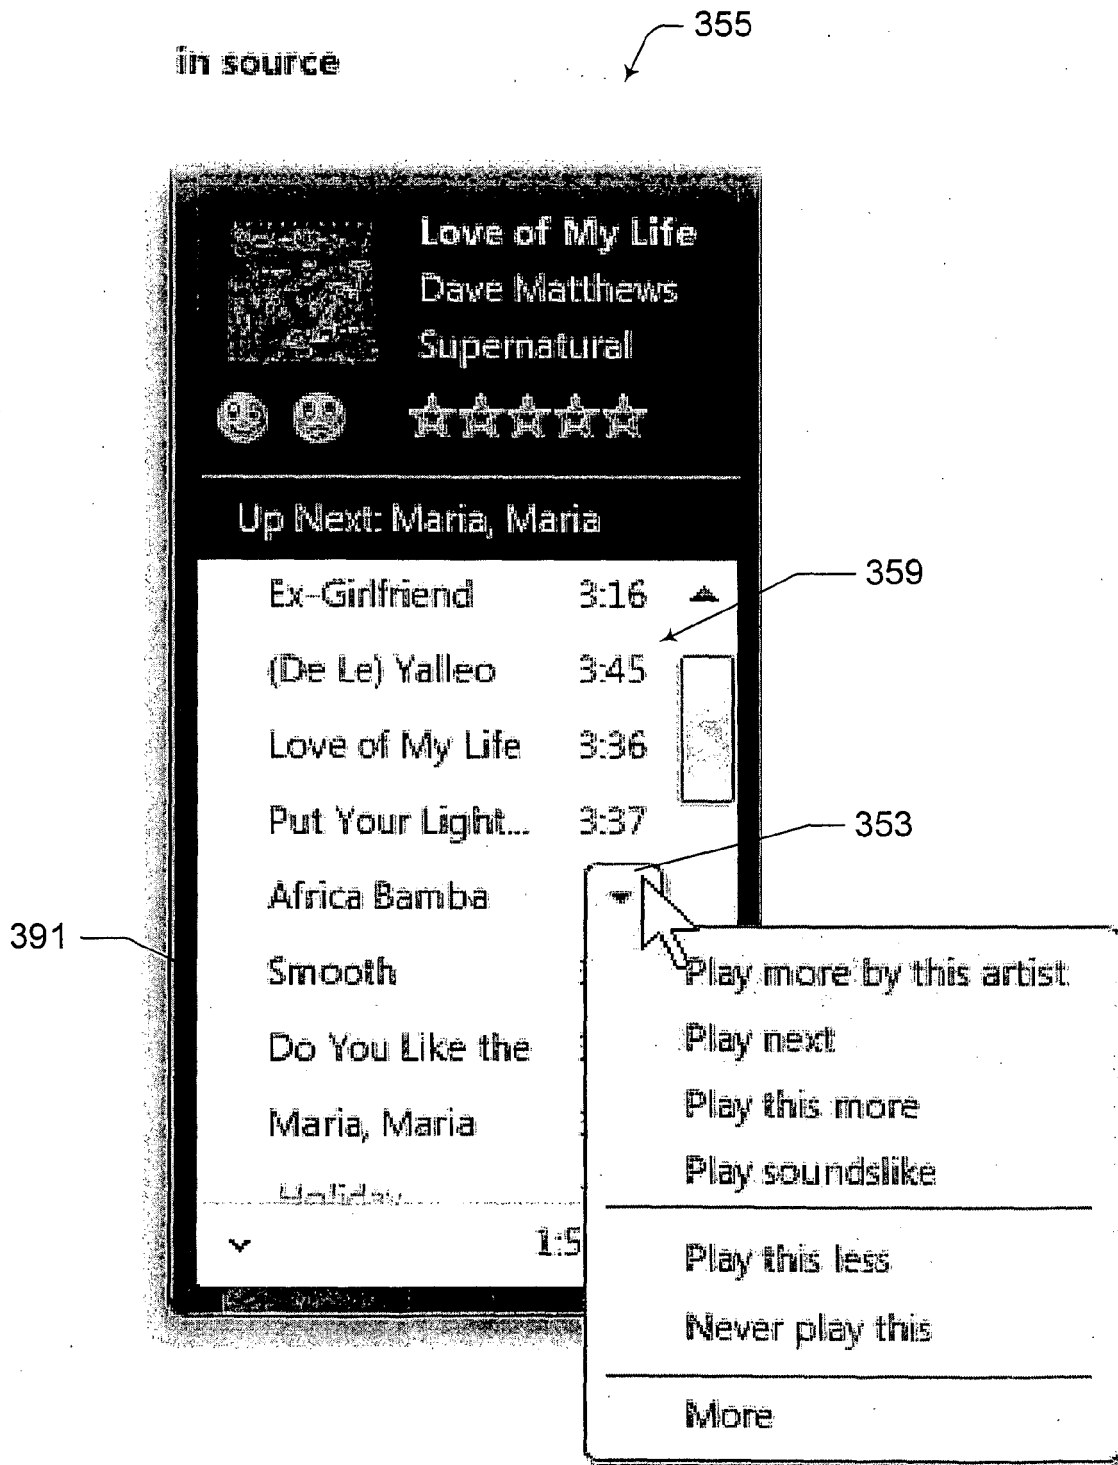 355
in source
Love of My Life
Dave Matthews
Supernatural
Up Next: Maria, Maria
359
Ex-Girlfriend 3:16
(De Le) Yalleo 3:45
Love of My Life 3:36
Put Your Light... 3:37
353
Africa Bamba
391
Smooth
Do You Like the
Maria, Maria
Holiday
1:5
Play more by this artist
Play next
Play this more
Play soundslike
Play this less
Never play this
More